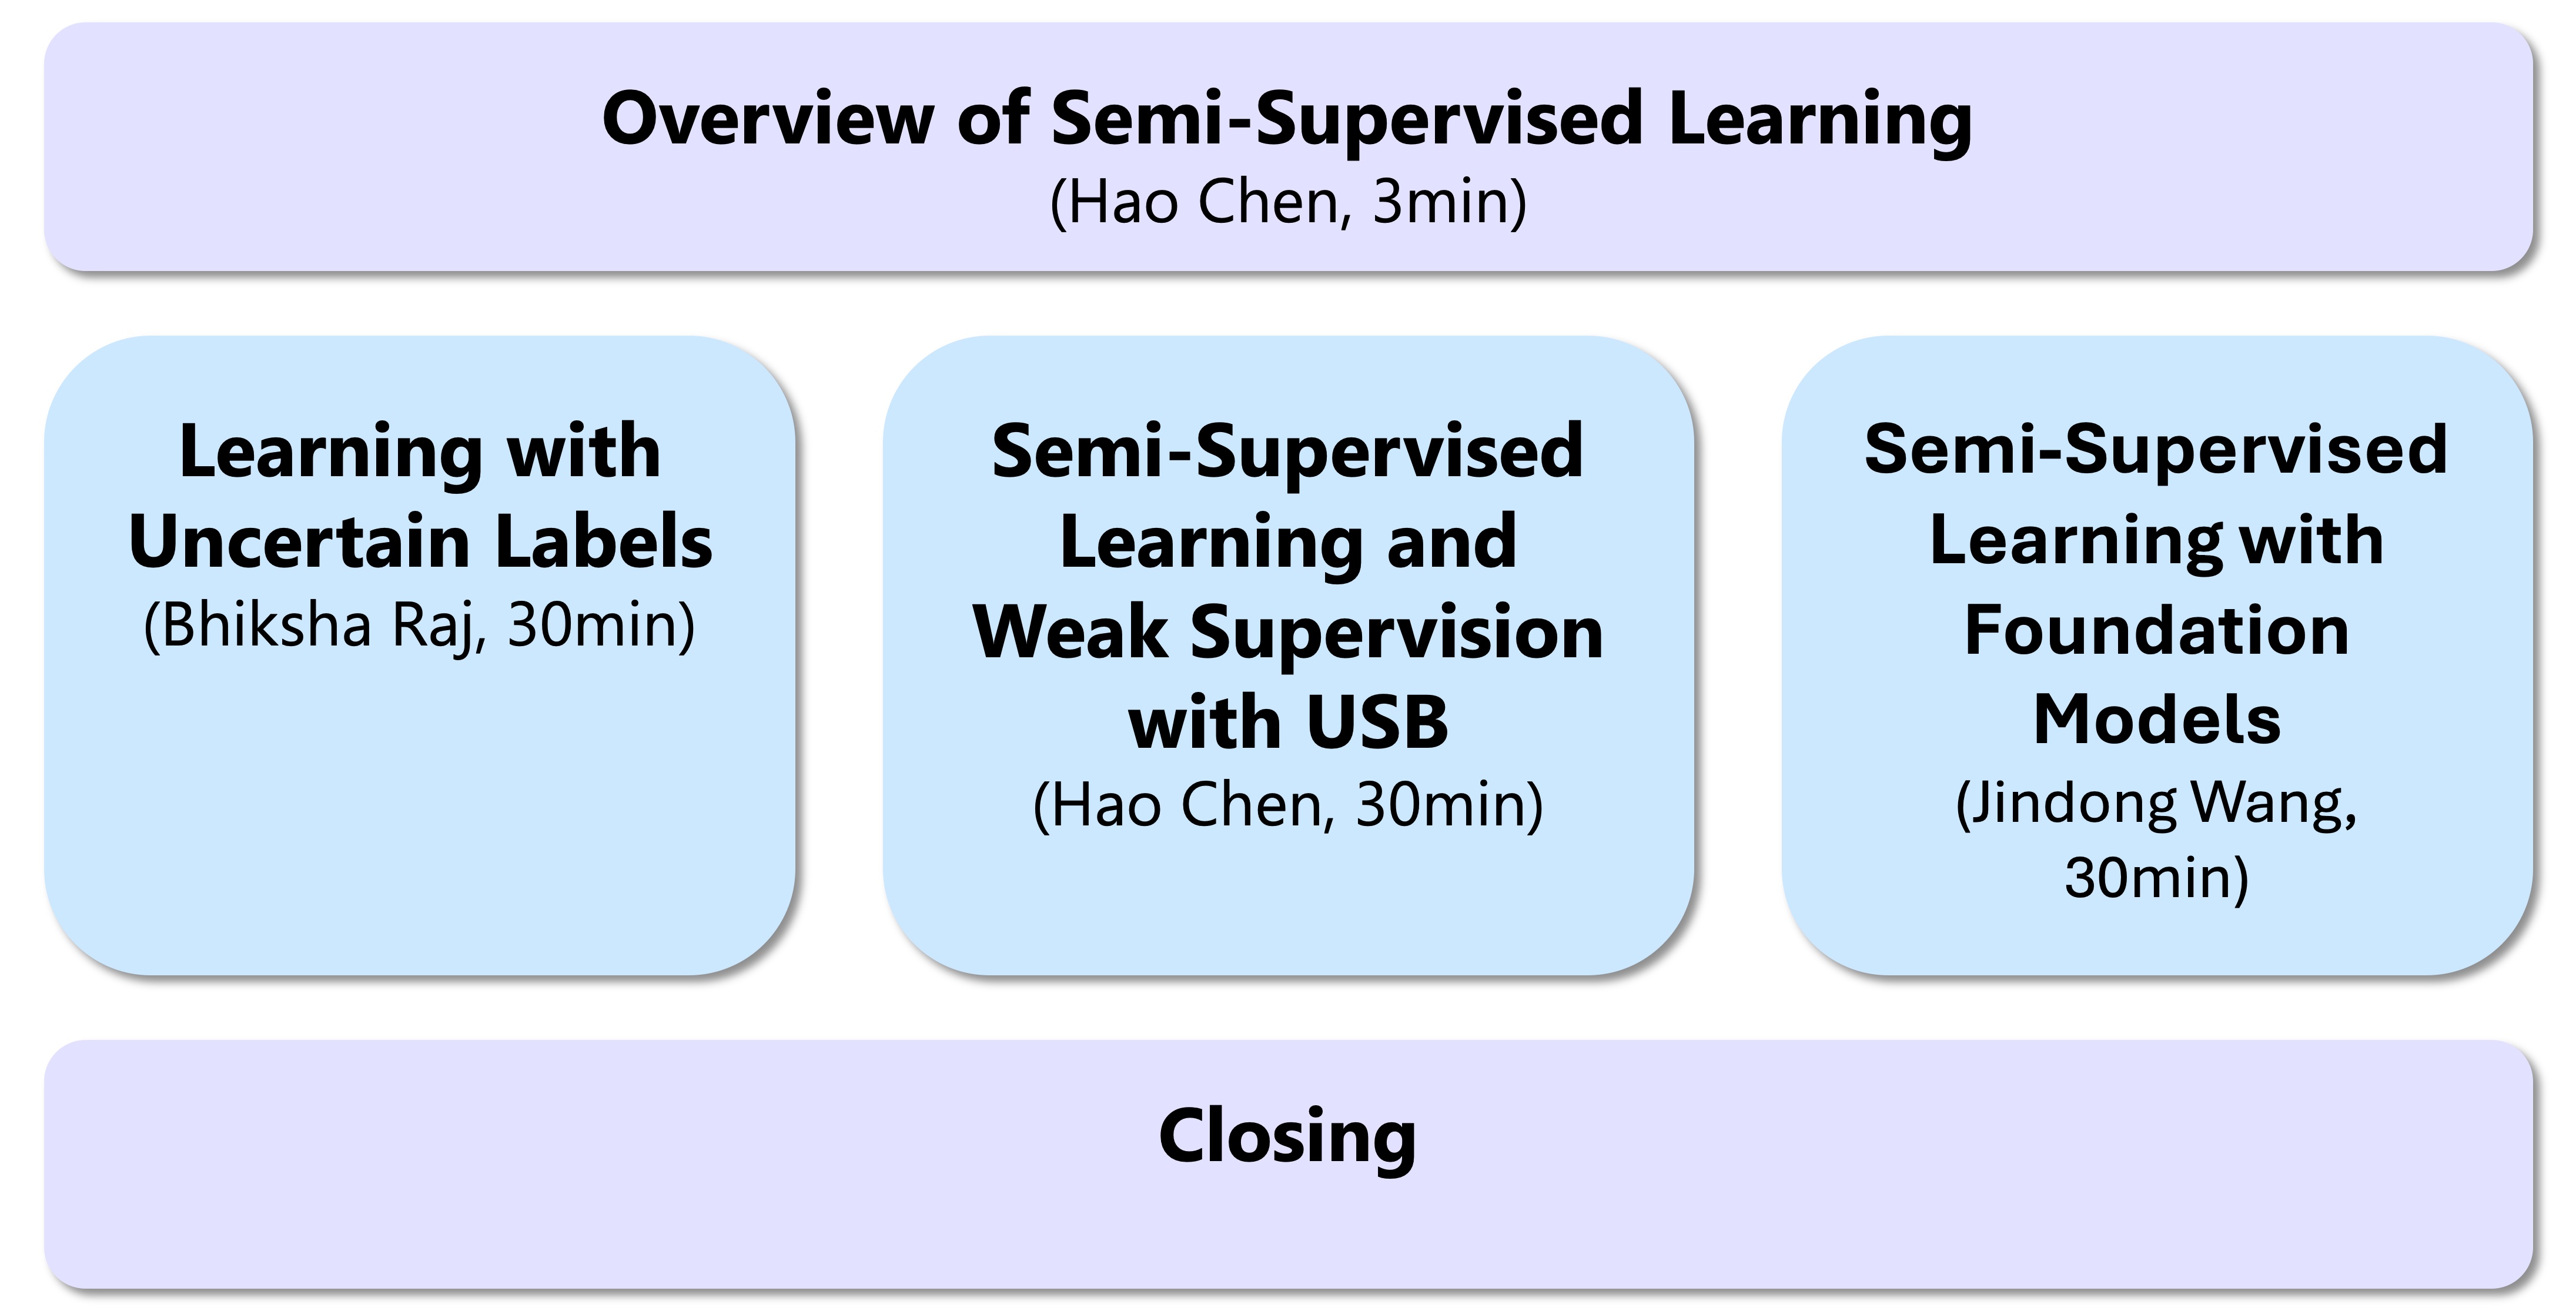 Overview of Semi-Supervised Learning
(Hao Chen, 3min)
Learning with
Uncertain Labels
(Bhiksha Raj, 30min)
Semi-Supervised
Learning and
Weak Supervision
with USB
(Hao Chen, 30min)
Semi-Supervised
Learning with
Foundation
Models
(Jindong Wang,
30min)
Closing